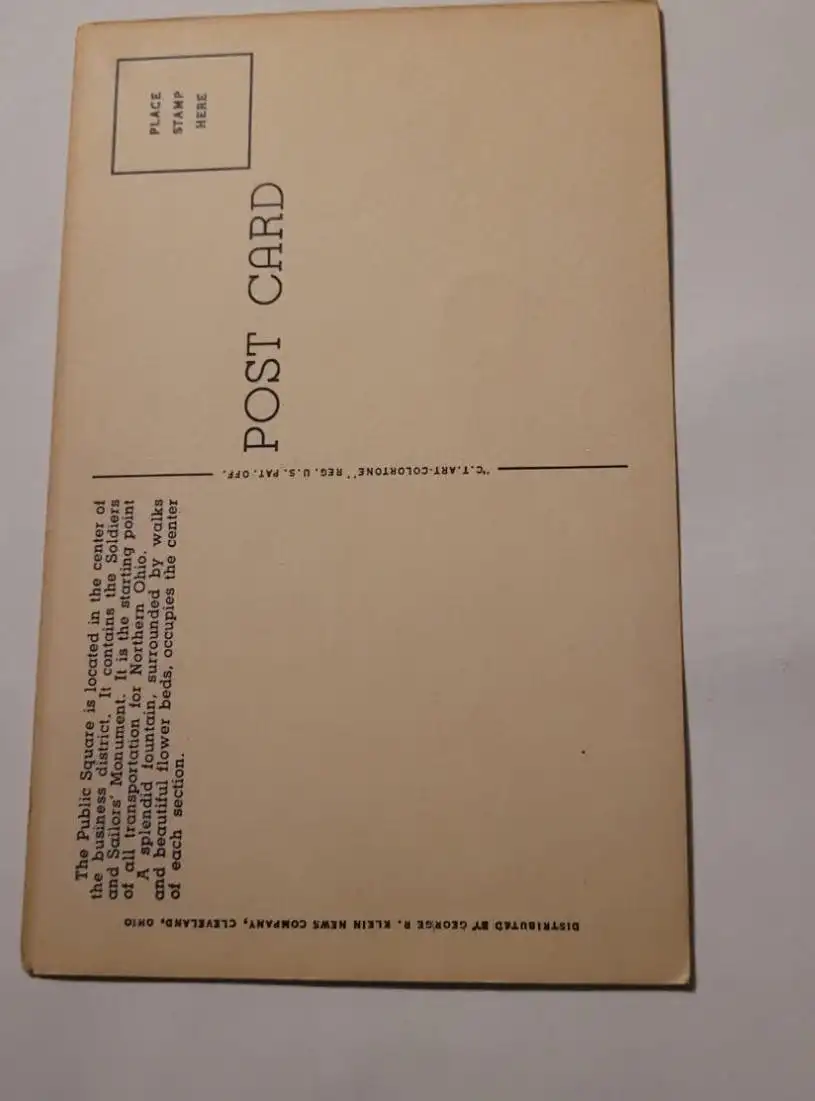 The Public Square is located in the center of
the business district. It contains the Soldiers
and Sailors' Monument. It is the starting point
of all transportation for Northern Ohio.
A splendid fountain, surrounded by walks
and beautiful flower beds, occupies the center
of each section.
PLACE
STAMP
HERE
POST CARD
"C.T.ART-COLORTONE" REG. U.S. PAT. OFF.
DISTRIBUTED BY GEORGE R. KLEIN NEWS COMPANY, CLEVELAND, OHIO